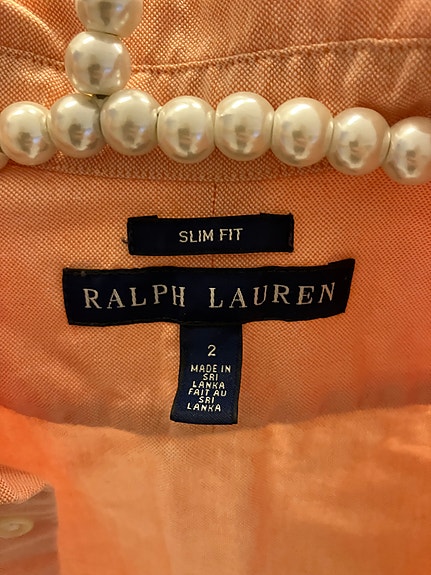 SLIM FIT
RALPH LAUREN
2
MADE IN
SRI
LANKA
FAIT AU
SRI
LANKA